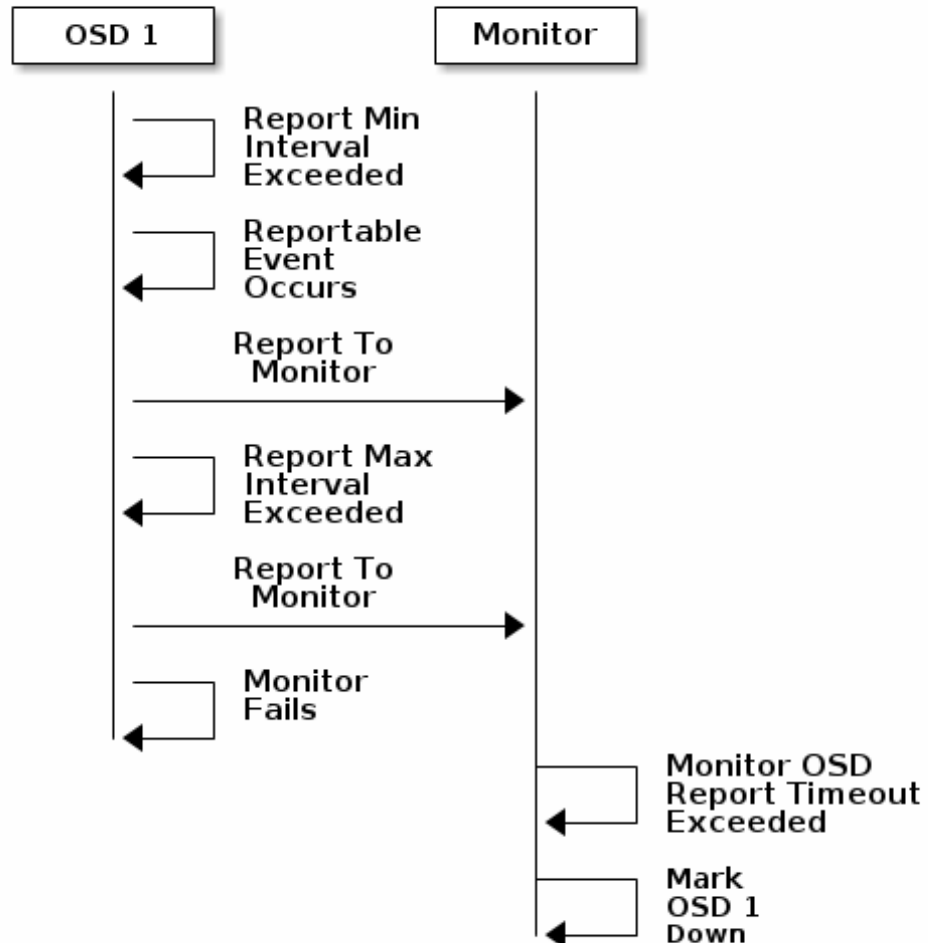 OSD 1
Monitor
Report Min
Interval
Exceeded
Reportable
Event
Occurs
Report To
Monitor
Report Max
Interval
Exceeded
Report To
Monitor
Monitor
Fails
Monitor OSD
Report Timeout
Exceeded
Mark
OSD 1
Down